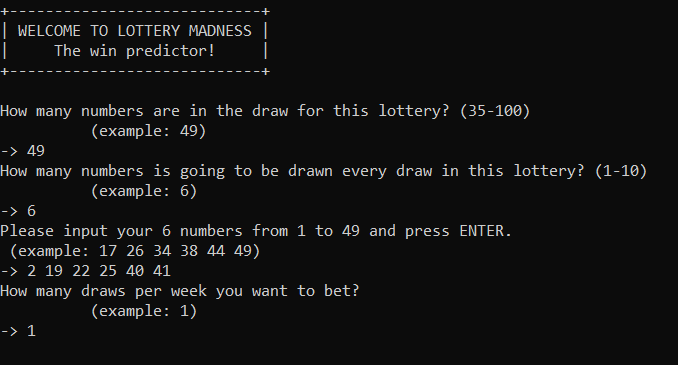 +----------------------------+
| WELCOME TO LOTTERY MADNESS |
|     The win predictor!     |
+----------------------------+
How many numbers are in the draw for this lottery? (35-100)
          (example: 49)
-> 49
How many numbers is going to be drawn every draw in this lottery? (1-10)
          (example: 6)
-> 6
Please input your 6 numbers from 1 to 49 and press ENTER.
 (example: 17 26 34 38 44 49)
-> 2 19 22 25 40 41
How many draws per week you want to bet?
          (example: 1)
-> 1